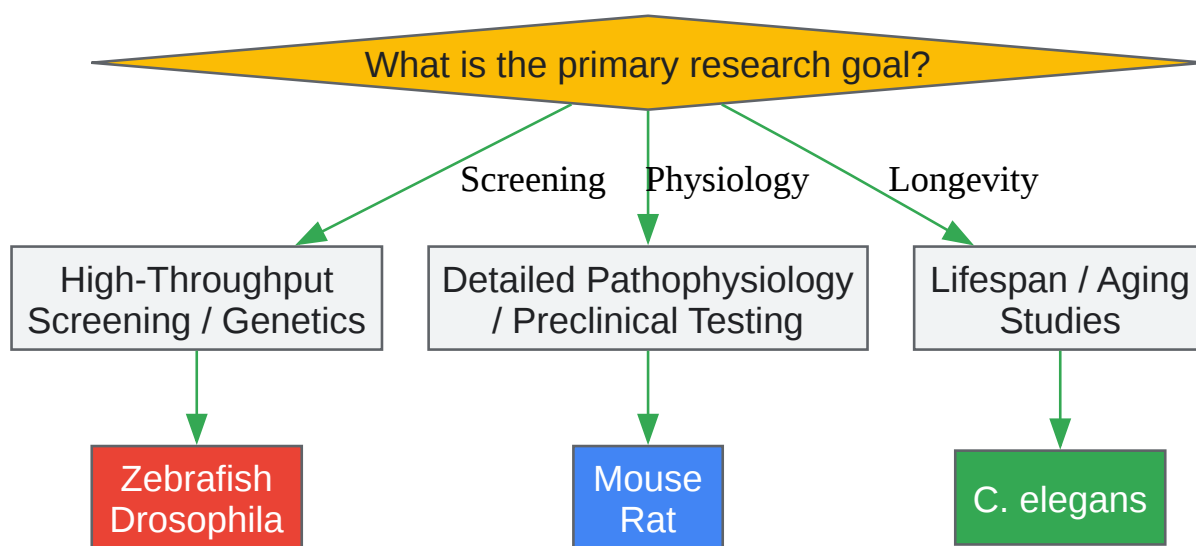 What is the primary research goal?
Screening
Physiology
Longevity
High-Throughput
Screening / Genetics
Detailed Pathophysiology
/ Preclinical Testing
Lifespan / Aging
Studies
Zebrafish
Drosophila
Mouse
Rat
C. elegans